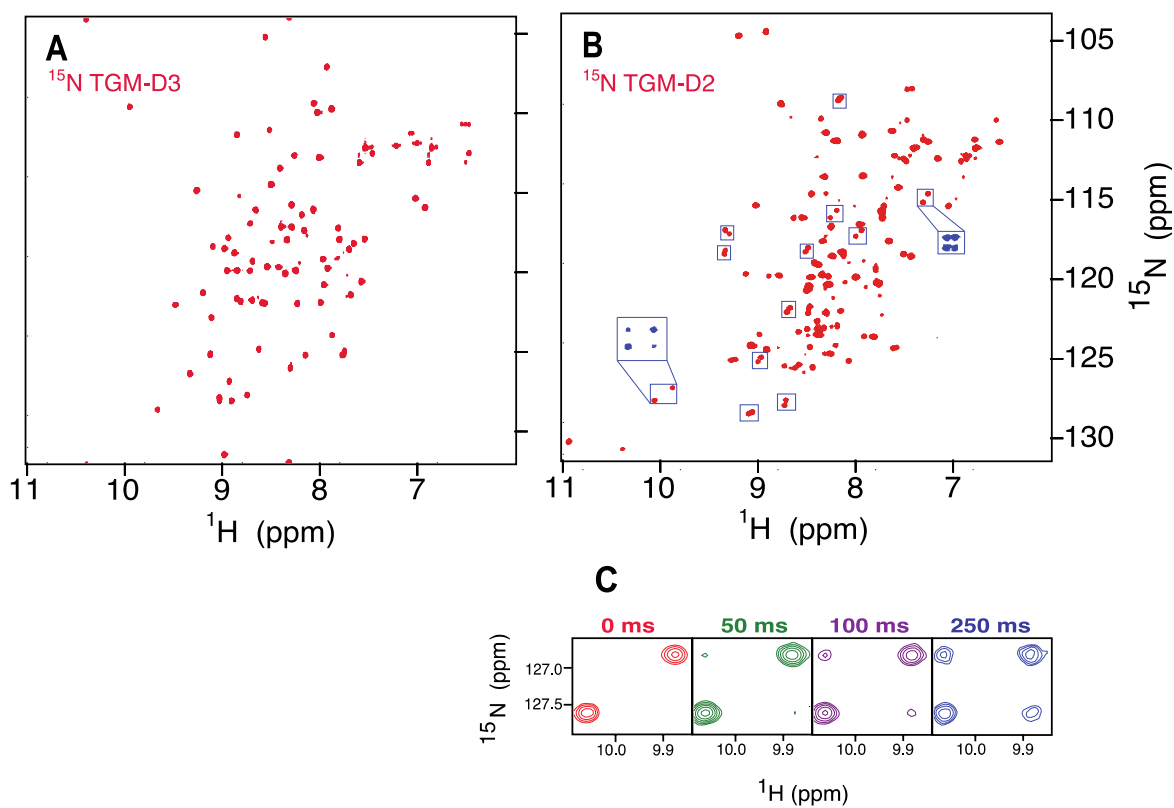 A
¹⁵N TGM-D3
11 10 9 8 7
¹H (ppm)
B
¹⁵N TGM-D2
-105
-110
-115
-120
-125
-130
¹⁵N (ppm)
11 10 9 8 7
¹H (ppm)
C
0 ms 50 ms 100 ms 250 ms
127.0
127.5
¹⁵N (ppm)
10.0 9.9 10.0 9.9 10.0 9.9 10.0 9.9
¹H (ppm)